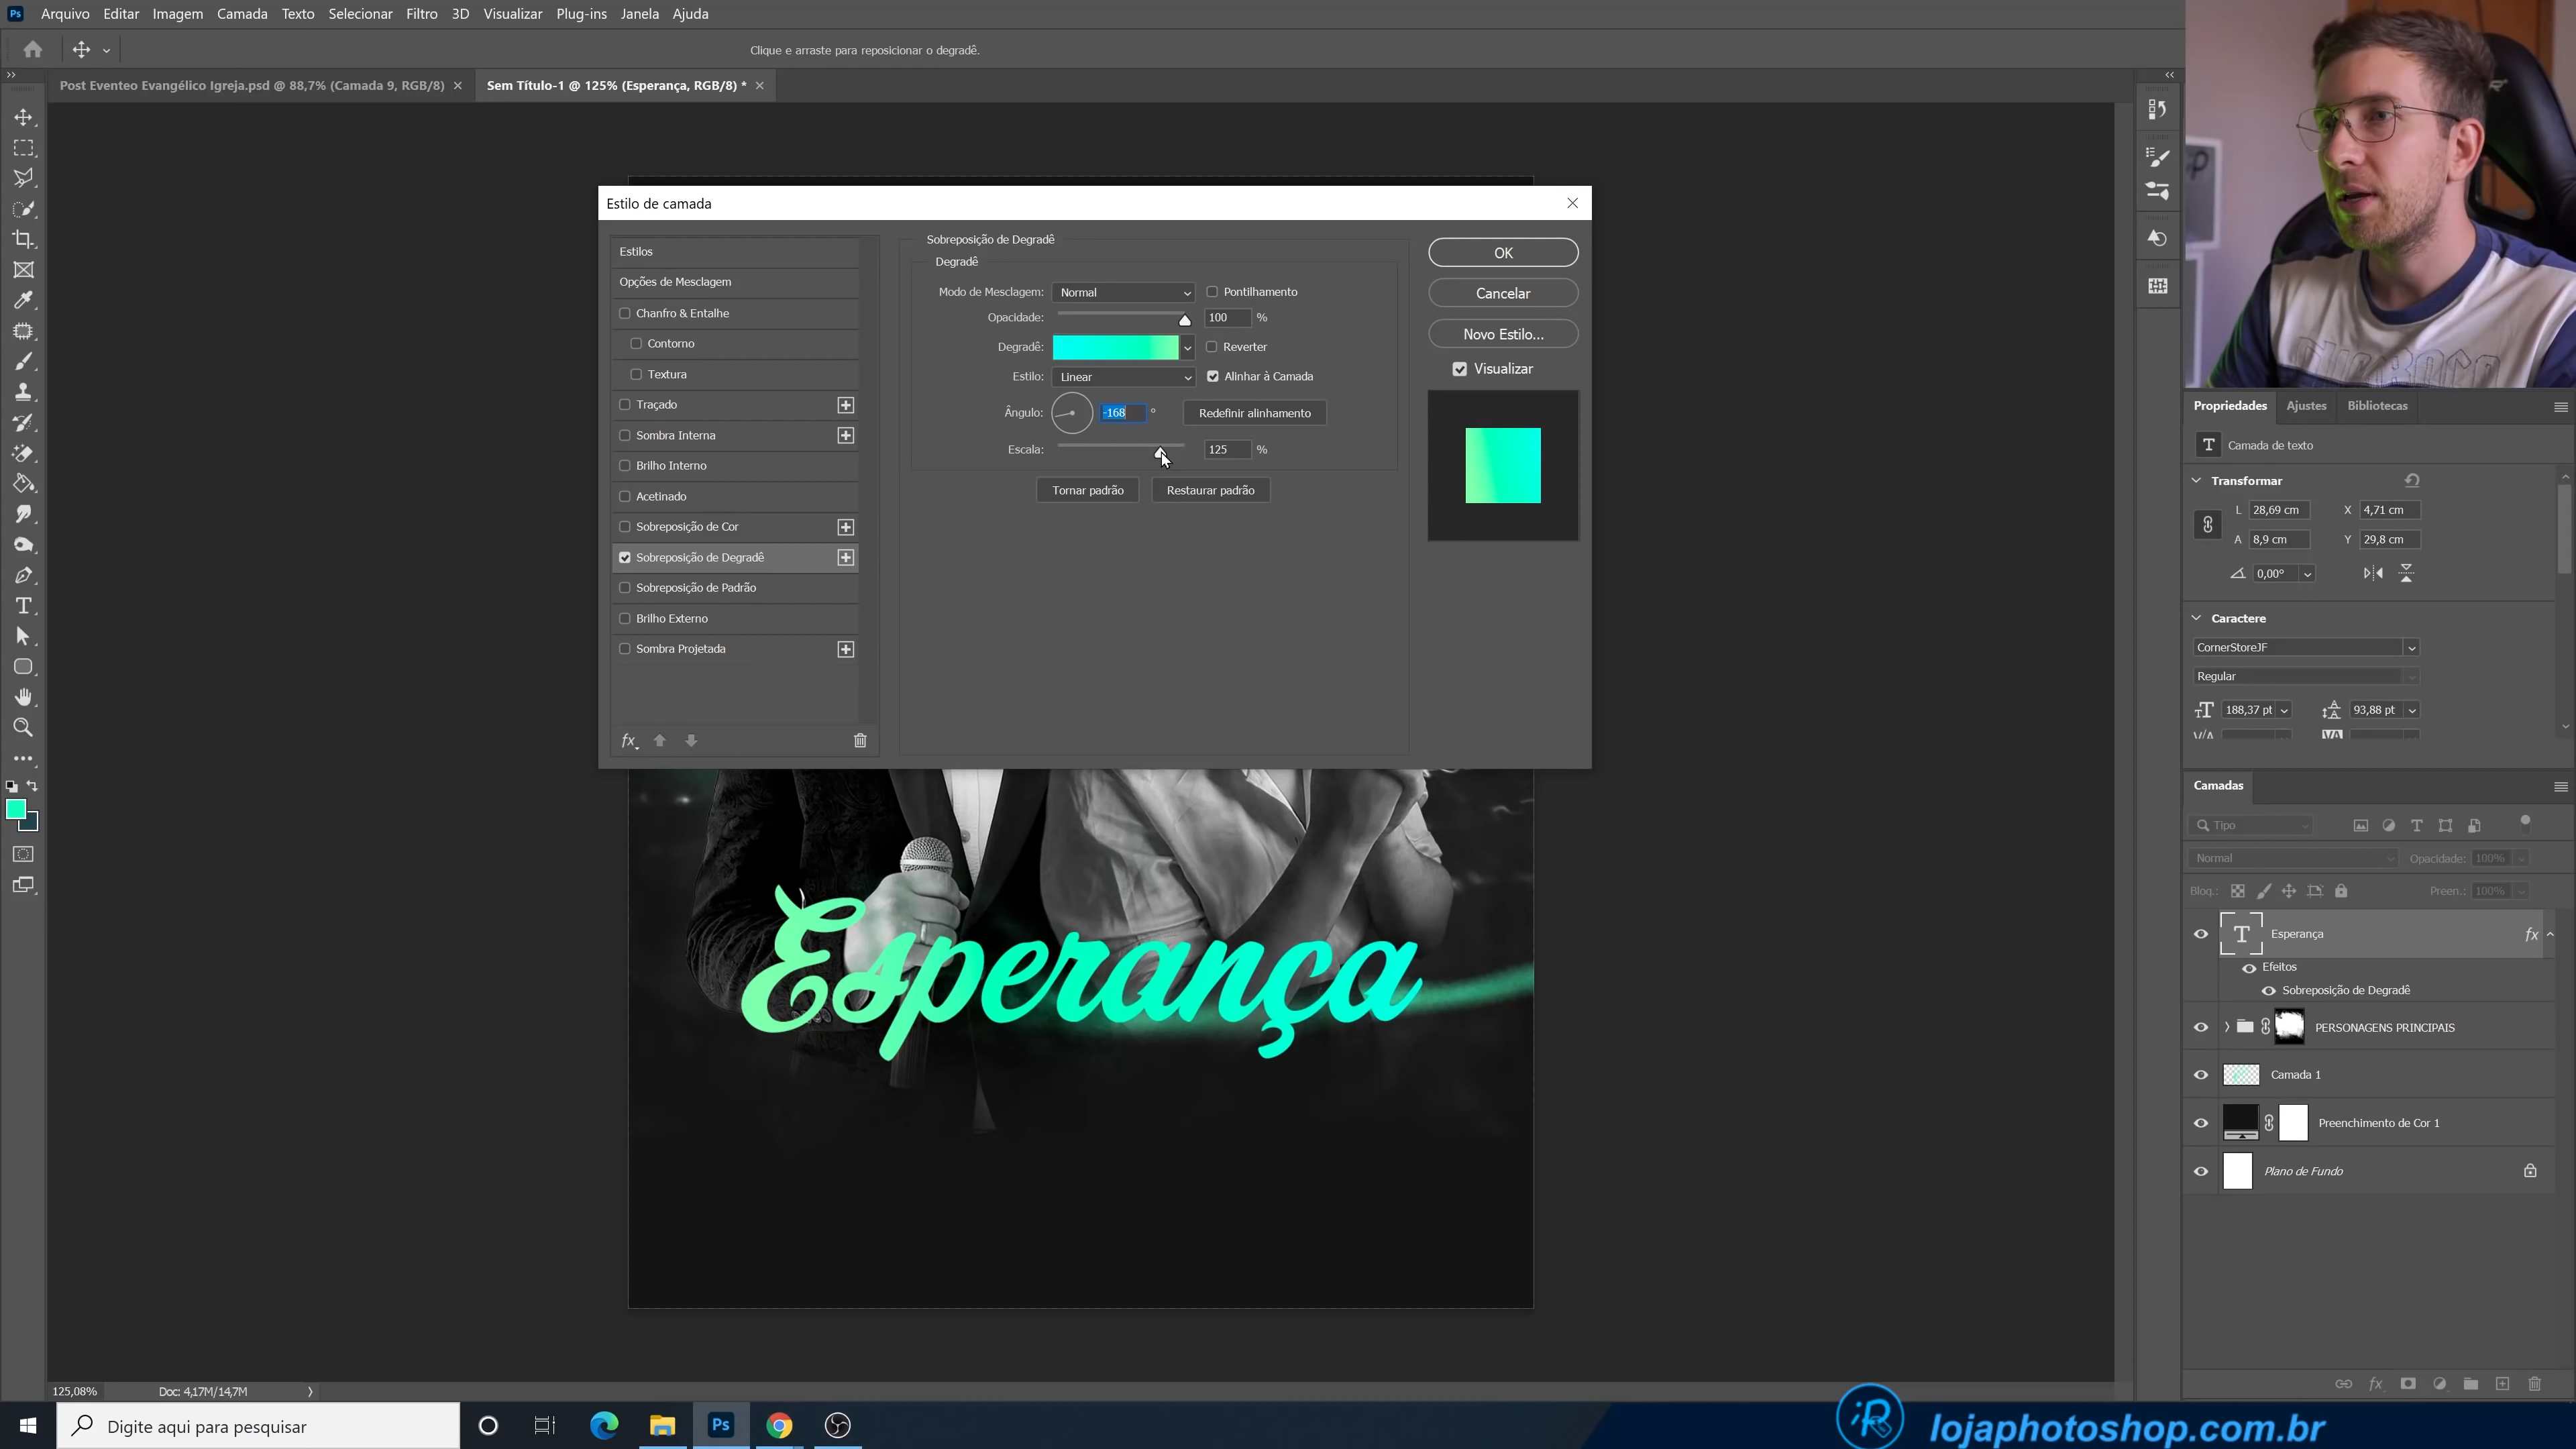 Ps Arquivo Editar Imagem Camada Texto Selecionar Filtro 3D Visualizar Plug-ins Janela Ajuda
Clique e arraste para reposicionar o degradê.
Post Eventeo Evangélico Igreja.psd @ 88,7% (Camada 9, RGB/8)
Sem Título-1 @ 125% (Esperança, RGB/8) *
Estilo de camada
Estilos
Opções de Mesclagem
Chanfro & Entalhe
Contorno
Textura
Traçado
Sombra Interna
Brilho Interno
Acetinado
Sobreposição de Cor
Sobreposição de Degradê
Sobreposição de Padrão
Brilho Externo
Sombra Projetada
fx
Sobreposição de Degradê
Degradê
Modo de Mesclagem: Normal Pontilhamento
Opacidade: 100 %
Degradê: Reverter
Estilo: Linear Alinhar à Camada
Ângulo: -168 ° Redefinir alinhamento
Escala: 125 %
Tornar padrão Restaurar padrão
OK
Cancelar
Novo Estilo...
Visualizar
Esperança
Propriedades Ajustes Bibliotecas
T Camada de texto
Transformar
L 28,69 cm X 4,71 cm
A 8,9 cm Y 29,8 cm
0,00°
Caractere
CornerStoreJF
Regular
188,37 pt 93,88 pt
Camadas
Tipo
Normal Opacidade: 100%
Bloq.: Preen.: 100%
T Esperança fx
Efeitos
Sobreposição de Degradê
PERSONAGENS PRINCIPAIS
Camada 1
Preenchimento de Cor 1
Plano de Fundo
fx
125,08% Doc: 4,17M/14,7M
Digite aqui para pesquisar
Ps
lojaphotoshop.com.br